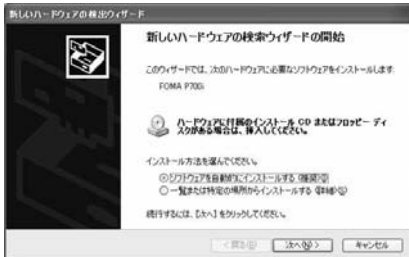 新しいハードウェアの検出ウィザード
新しいハードウェアの検索ウィザードの開始
このウィザードでは、次のハードウェアに必要なソフトウェアをインストールします:
FOMA P700i
ハードウェアに付属のインストール CD またはフロッピー ディ
スクがある場合は、挿入してください。
インストール方法を選んでください。
ソフトウェアを自動的にインストールする (推奨)(I)
一覧または特定の場所からインストールする (詳細)(S)
続行するには、[次へ] をクリックしてください。
< 戻る(B)
次へ(N) >
キャンセル